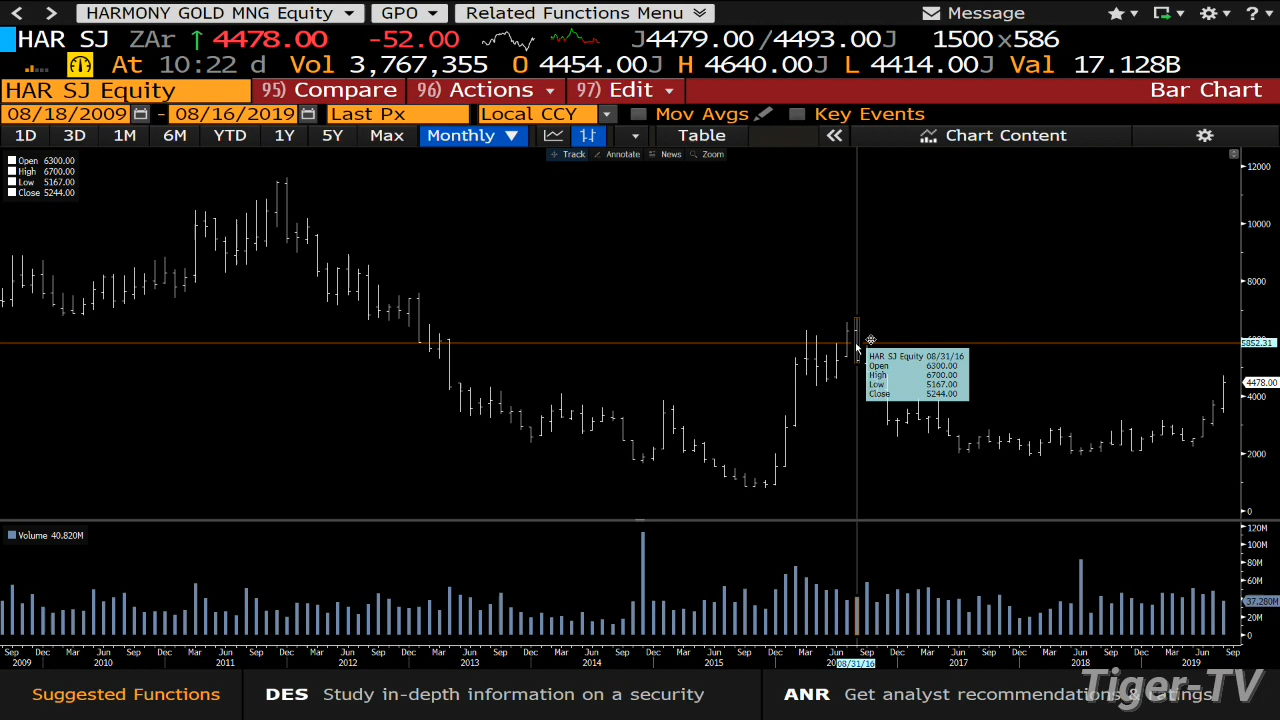 HARMONY GOLD MNG Equity GPO Related Functions Menu Message ?
HAR SJ ZAr ↑ 4478.00 -52.00 J4479.00/4493.00J 1500x586
At 10:22 d Vol 3,767,355 O 4454.00J H 4640.00J L 4414.00J Val 17.128B
HAR SJ Equity 95) Compare 96) Actions 97) Edit Bar Chart
08/18/2009 - 08/16/2019 Last Px Local CCY Mov Avgs Key Events
1D 3D 1M 6M YTD 1Y 5Y Max Monthly ▼ Table « Chart Content
Track Annotate News Zoom
Open 6300.00
High 6700.00
Low 5167.00
Close 5244.00
12000
10000
8000
5852.31
HAR SJ Equity 08/31/16
Open 6300.00
High 6700.00
Low 5167.00
Close 5244.00
4478.00
4000
2000
0
Volume 40.820M
120M
100M
80M
60M
37.280M
20M
0
Sep Dec Mar Jun Sep Dec Mar Jun Sep Dec Mar Jun Sep Dec Mar Jun Sep Dec Mar Jun Sep Dec Mar Jun Sep Dec Mar Jun Sep Dec Mar Jun Sep Dec Mar Jun Sep Dec Mar Jun Sep
2009 2010 2011 2012 2013 2014 2015 08/31/16 2017 2018 2019
Suggested Functions DES Study in-depth information on a security ANR Get analyst recommendations & ratings
Tiger-TV